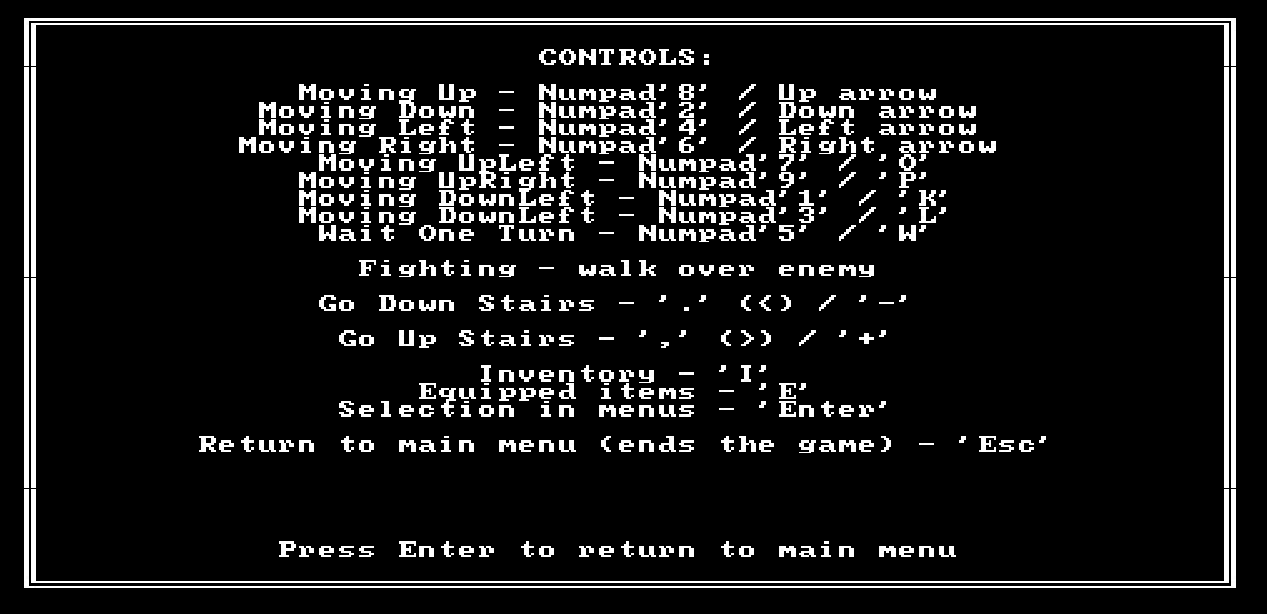 CONTROLS:
Moving Up - Numpad'8' / Up arrow
Moving Down - Numpad'2' / Down arrow
Moving Left - Numpad'4' / Left arrow
Moving Right - Numpad'6' / Right arrow
Moving UpLeft - Numpad'7' / 'O'
Moving UpRight - Numpad'9' / 'P'
Moving DownLeft - Numpad'1' / 'K'
Moving DownLeft - Numpad'3' / 'L'
Wait One Turn - Numpad'5' / 'W'
Fighting - walk over enemy
Go Down Stairs - '.' (<) / '-'
Go Up Stairs - ',' (>) / '+'
Inventory - 'I'
Equipped items - 'E'
Selection in menus - 'Enter'
Return to main menu (ends the game) - 'Esc'
Press Enter to return to main menu